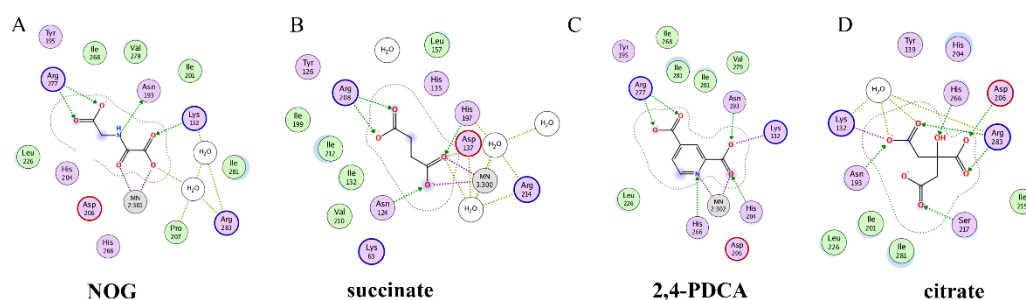 A
Tyr
195
Ile
268
Val
279
Ile
201
Arg
277
Asn
193
Lys
132
H₂O
H₂O
Leu
226
His
204
Ile
281
MN
2:301
Asp
206
Arg
283
Pro
207
His
266
O
O
O
O
O
N
H
NOG
B
H₂O
Leu
157
Tyr
126
Arg
208
His
135
His
197
H₂O
H₂O
Asp
137
Ile
199
Ile
212
MN
3:300
Ile
132
Arg
214
H₂O
Asn
124
Val
210
Lys
63
O
O
O
O
succinate
C
Ile
268
Tyr
195
Val
279
Ile
281
Ile
201
Arg
277
Asn
193
Lys
132
Leu
226
MN
2:302
His
204
His
266
Asp
206
O
O
O
O
N
2,4-PDCA
D
Tyr
139
His
204
H₂O
His
266
Asp
206
Lys
132
Arg
283
Asn
193
Ile
215
Ser
217
Ile
201
Leu
226
Ile
281
O
O
OH
O
O
O
O
citrate